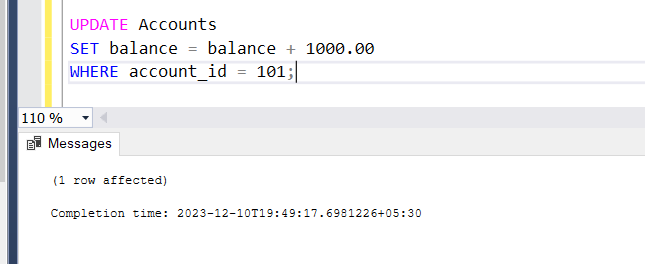 UPDATE Accounts
SET balance = balance + 1000.00
WHERE account_id = 101;
110 %
Messages
(1 row affected)
Completion time: 2023-12-10T19:49:17.6981226+05:30